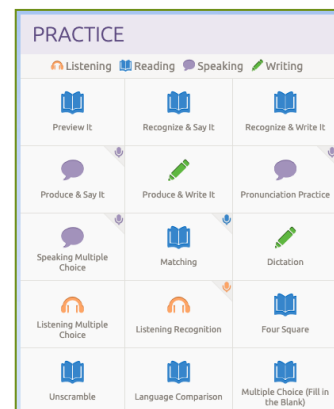 PRACTICE
Listening Reading Speaking Writing
Preview It
Recognize & Say It
Recognize & Write It
Produce & Say It
Produce & Write It
Pronunciation Practice
Speaking Multiple
Choice
Matching
Dictation
Listening Multiple
Choice
Listening Recognition
Four Square
Unscramble
Language Comparison
Multiple Choice (Fill in
the Blank)